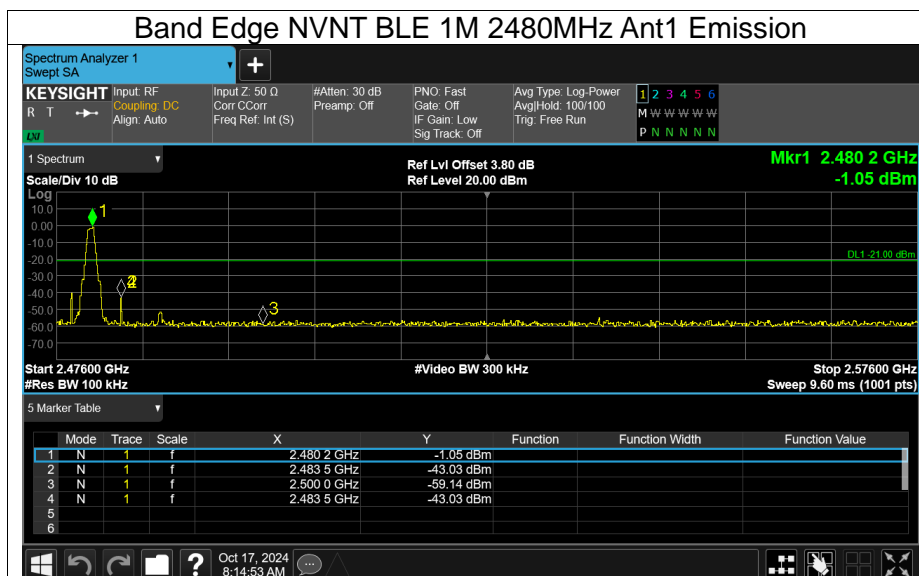 Band Edge NVNT BLE 1M 2480MHz Ant1 Emission
Spectrum Analyzer 1
Swept SA
KEYSIGHT
R T
LXI
Input: RF
Coupling: DC
Align: Auto
Input Z: 50 Ω
Corr CCorr
Freq Ref: Int (S)
#Atten: 30 dB
Preamp: Off
PNO: Fast
Gate: Off
IF Gain: Low
Sig Track: Off
Avg Type: Log-Power
Avg|Hold: 100/100
Trig: Free Run
1 2 3 4 5 6
M W W W W W
P N N N N N
1 Spectrum
Scale/Div 10 dB
Ref Lvl Offset 3.80 dB
Ref Level 20.00 dBm
Mkr1 2.480 2 GHz
-1.05 dBm
Log
10.0
0.00
-10.0
-20.0
-30.0
-40.0
-50.0
-60.0
-70.0
1
2
3
DL1 -21.00 dBm
Start 2.47600 GHz
#Res BW 100 kHz
#Video BW 300 kHz
Stop 2.57600 GHz
Sweep 9.60 ms (1001 pts)
5 Marker Table
Mode Trace Scale X Y Function Function Width Function Value
1 N 1 f 2.480 2 GHz -1.05 dBm
2 N 1 f 2.483 5 GHz -43.03 dBm
3 N 1 f 2.500 0 GHz -59.14 dBm
4 N 1 f 2.483 5 GHz -43.03 dBm
5
6
?
Oct 17, 2024
8:14:53 AM